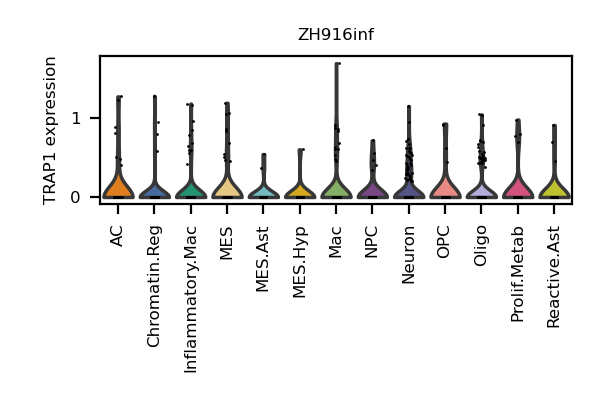 ZH916inf
TRAP1 expression
1
0
AC
Chromatin.Reg
Inflammatory.Mac
MES
MES.Ast
MES.Hyp
Mac
NPC
Neuron
OPC
Oligo
Prolif.Metab
Reactive.Ast